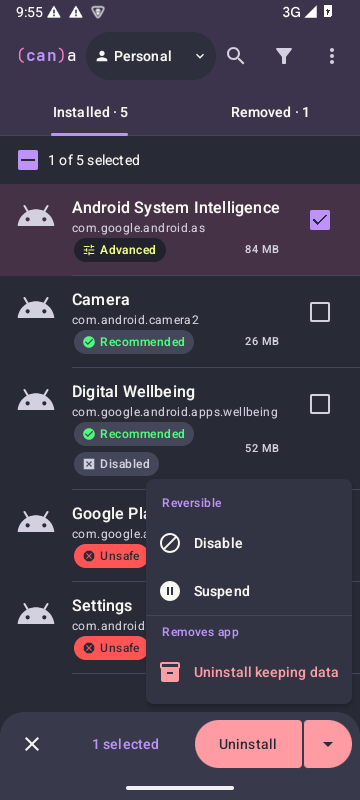 9:55
3G
(can)a
Personal
Installed · 5
Removed · 1
1 of 5 selected
Android System Intelligence
com.google.android.as
Advanced
84 MB
Camera
com.android.camera2
Recommended
26 MB
Digital Wellbeing
com.google.android.apps.wellbeing
Recommended
52 MB
Disabled
Google Pla
com.google.a
Unsafe
Settings
com.android
Unsafe
Reversible
Disable
Suspend
Removes app
Uninstall keeping data
1 selected
Uninstall